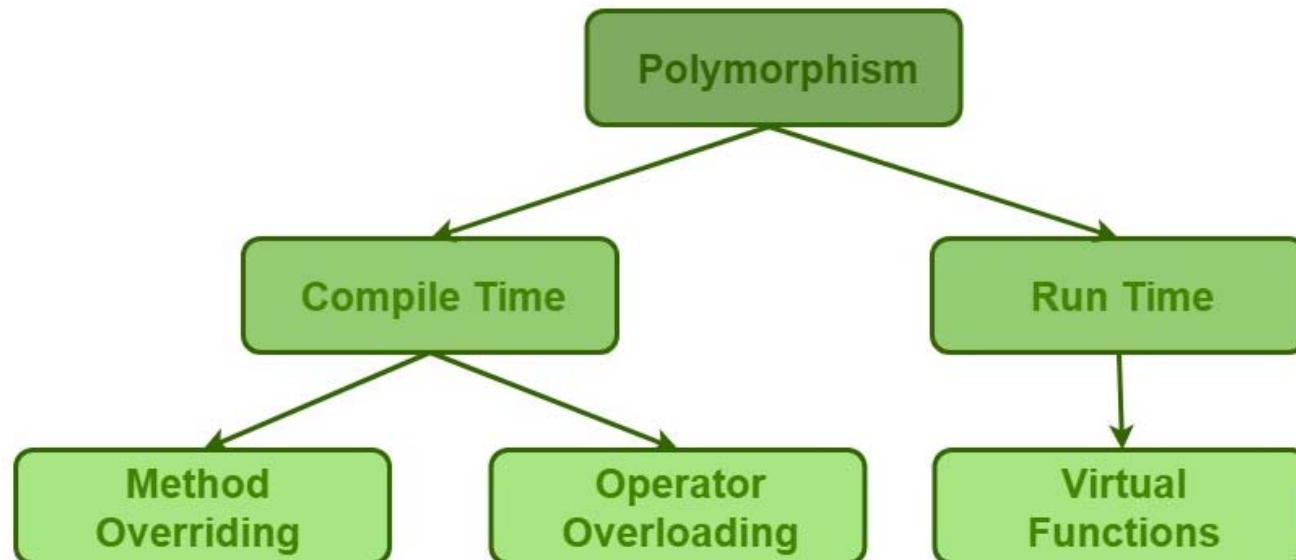 Polymorphism
Compile Time
Run Time
Method
Overriding
Operator
Overloading
Virtual
Functions